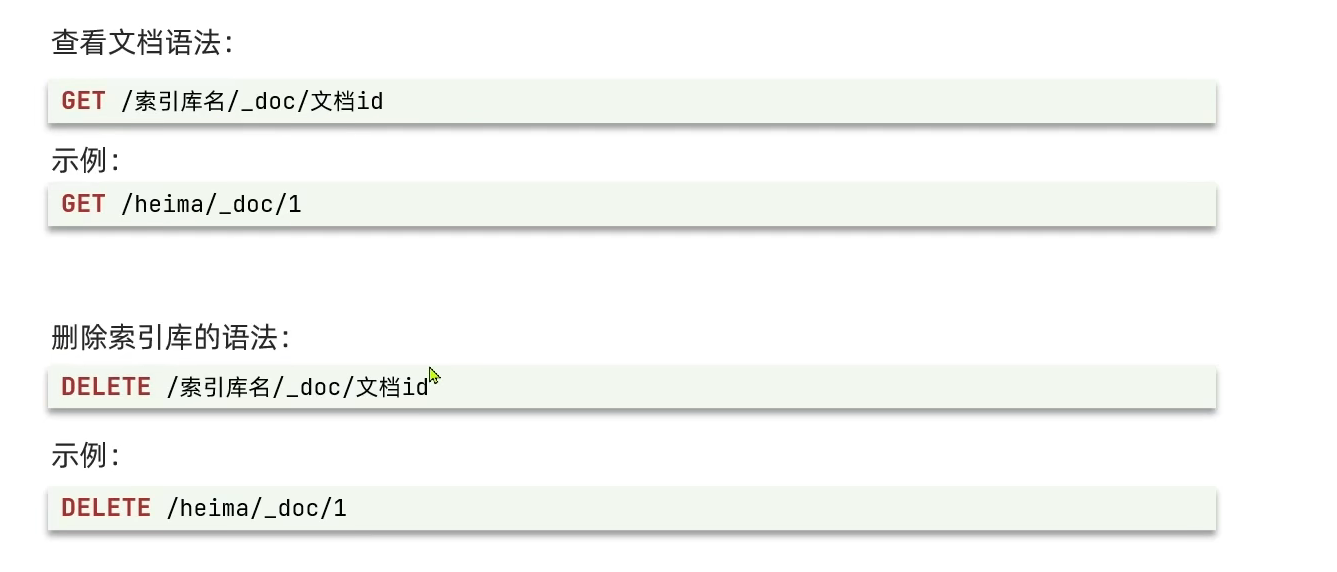 查看文档语法：
GET /索引库名/_doc/文档id
示例：
GET /heima/_doc/1
删除索引库的语法：
DELETE /索引库名/_doc/文档id
示例：
DELETE /heima/_doc/1